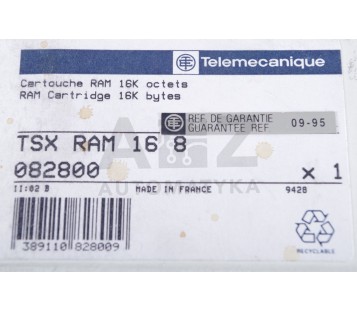 Telemecanique
Cartouche RAM 16K octets
RAM Cartridge 16K bytes
REF. DE GARANTIE
GUARANTEE REF
09-95
TSX RAM 16 8
082800
x 1
AUTOMATYKA
11:02 B
MADE IN FRANCE
9428
389110 828009
RECYCLABLE